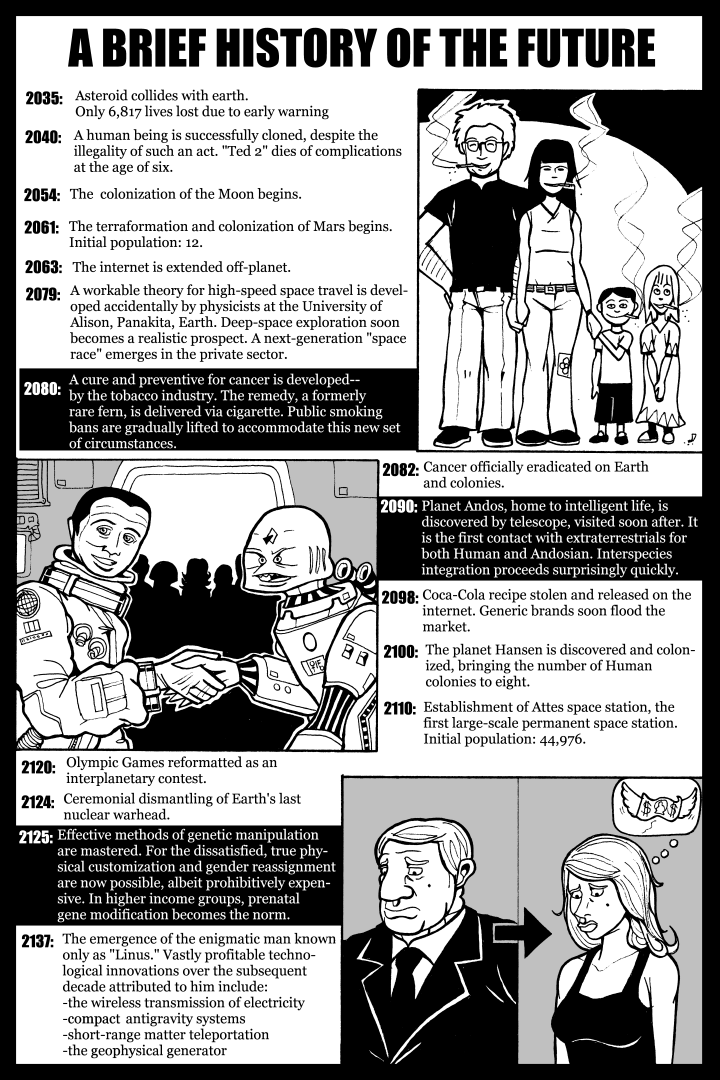 A BRIEF HISTORY OF THE FUTURE
2035: Asteroid collides with earth.
Only 6,817 lives lost due to early warning
2040: A human being is successfully cloned, despite the
illegality of such an act. "Ted 2" dies of complications
at the age of six.
2054: The colonization of the Moon begins.
2061: The terraformation and colonization of Mars begins.
Initial population: 12.
2063: The internet is extended off-planet.
2079: A workable theory for high-speed space travel is devel-
oped accidentally by physicists at the University of
Alison, Panakita, Earth. Deep-space exploration soon
becomes a realistic prospect. A next-generation "space
race" emerges in the private sector.
2080: A cure and preventive for cancer is developed--
by the tobacco industry. The remedy, a formerly
rare fern, is delivered via cigarette. Public smoking
bans are gradually lifted to accommodate this new set
of circumstances.
2082: Cancer officially eradicated on Earth
and colonies.
2090: Planet Andos, home to intelligent life, is
discovered by telescope, visited soon after. It
is the first contact with extraterrestrials for
both Human and Andosian. Interspecies
integration proceeds surprisingly quickly.
2098: Coca-Cola recipe stolen and released on the
internet. Generic brands soon flood the
market.
2100: The planet Hansen is discovered and colon-
ized, bringing the number of Human
colonies to eight.
2110: Establishment of Attes space station, the
first large-scale permanent space station.
Initial population: 44,976.
2120: Olympic Games reformatted as an
interplanetary contest.
2124: Ceremonial dismantling of Earth's last
nuclear warhead.
2125: Effective methods of genetic manipulation
are mastered. For the dissatisfied, true phy-
sical customization and gender reassignment
are now possible, albeit prohibitively expen-
sive. In higher income groups, prenatal
gene modification becomes the norm.
2137: The emergence of the enigmatic man known
only as "Linus." Vastly profitable techno-
logical innovations over the subsequent
decade attributed to him include:
-the wireless transmission of electricity
-compact antigravity systems
-short-range matter teleportation
-the geophysical generator
$ $